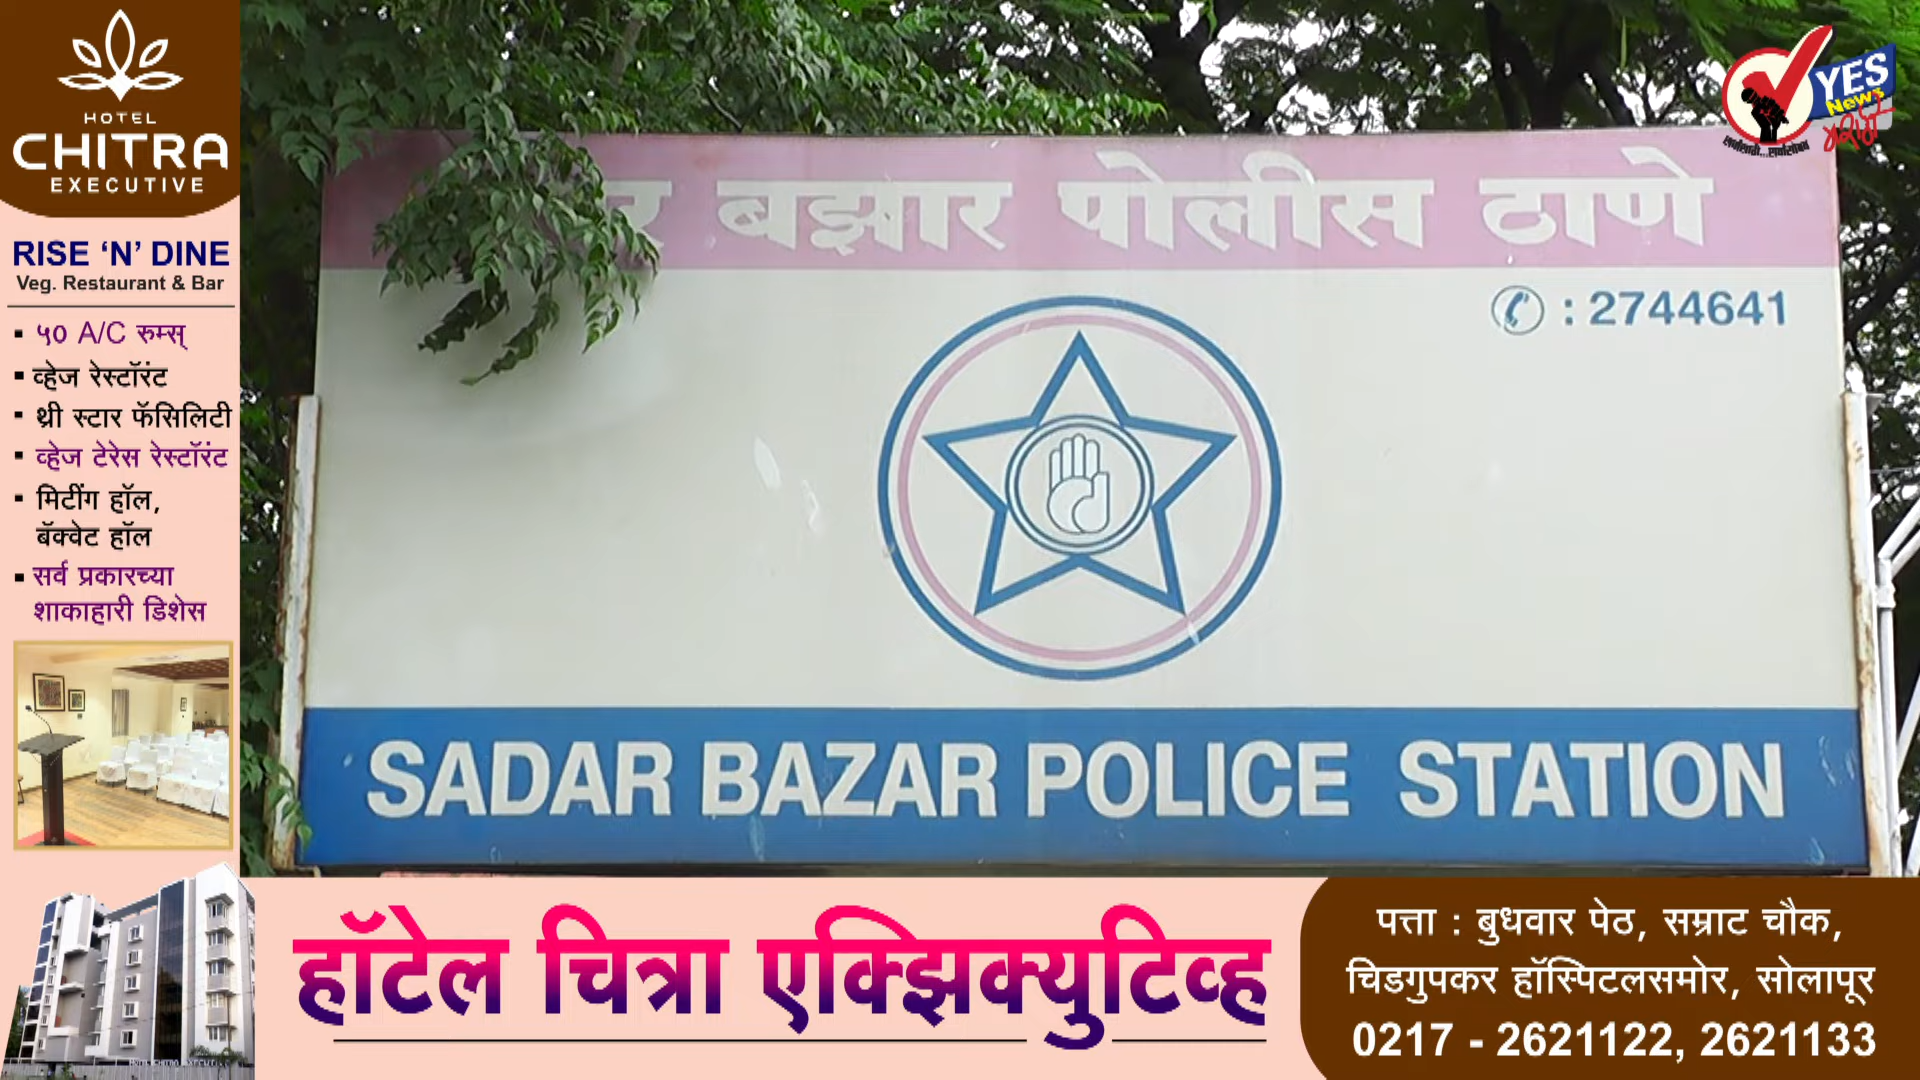 HOTEL
CHITRA
EXECUTIVE
RISE ‘N’ DINE
Veg. Restaurant & Bar
▪ ५० A/C रुम्स्
▪ व्हेज रेस्टॉरंट
▪ थ्री स्टार फॅसिलिटी
▪ व्हेज टेरेस रेस्टॉरंट
▪ मिटींग हॉल,
बॅक्वेट हॉल
▪ सर्व प्रकारच्या
शाकाहारी डिशेस
YES
News
मराठी
बझार पोलीस ठाणे
: 2744641
SADAR BAZAR POLICE STATION
हॉटेल चित्रा एक्झिक्युटिव्ह
पत्ता : बुधवार पेठ, सम्राट चौक,
चिडगुपकर हॉस्पिटलसमोर, सोलापूर
0217 - 2621122, 2621133